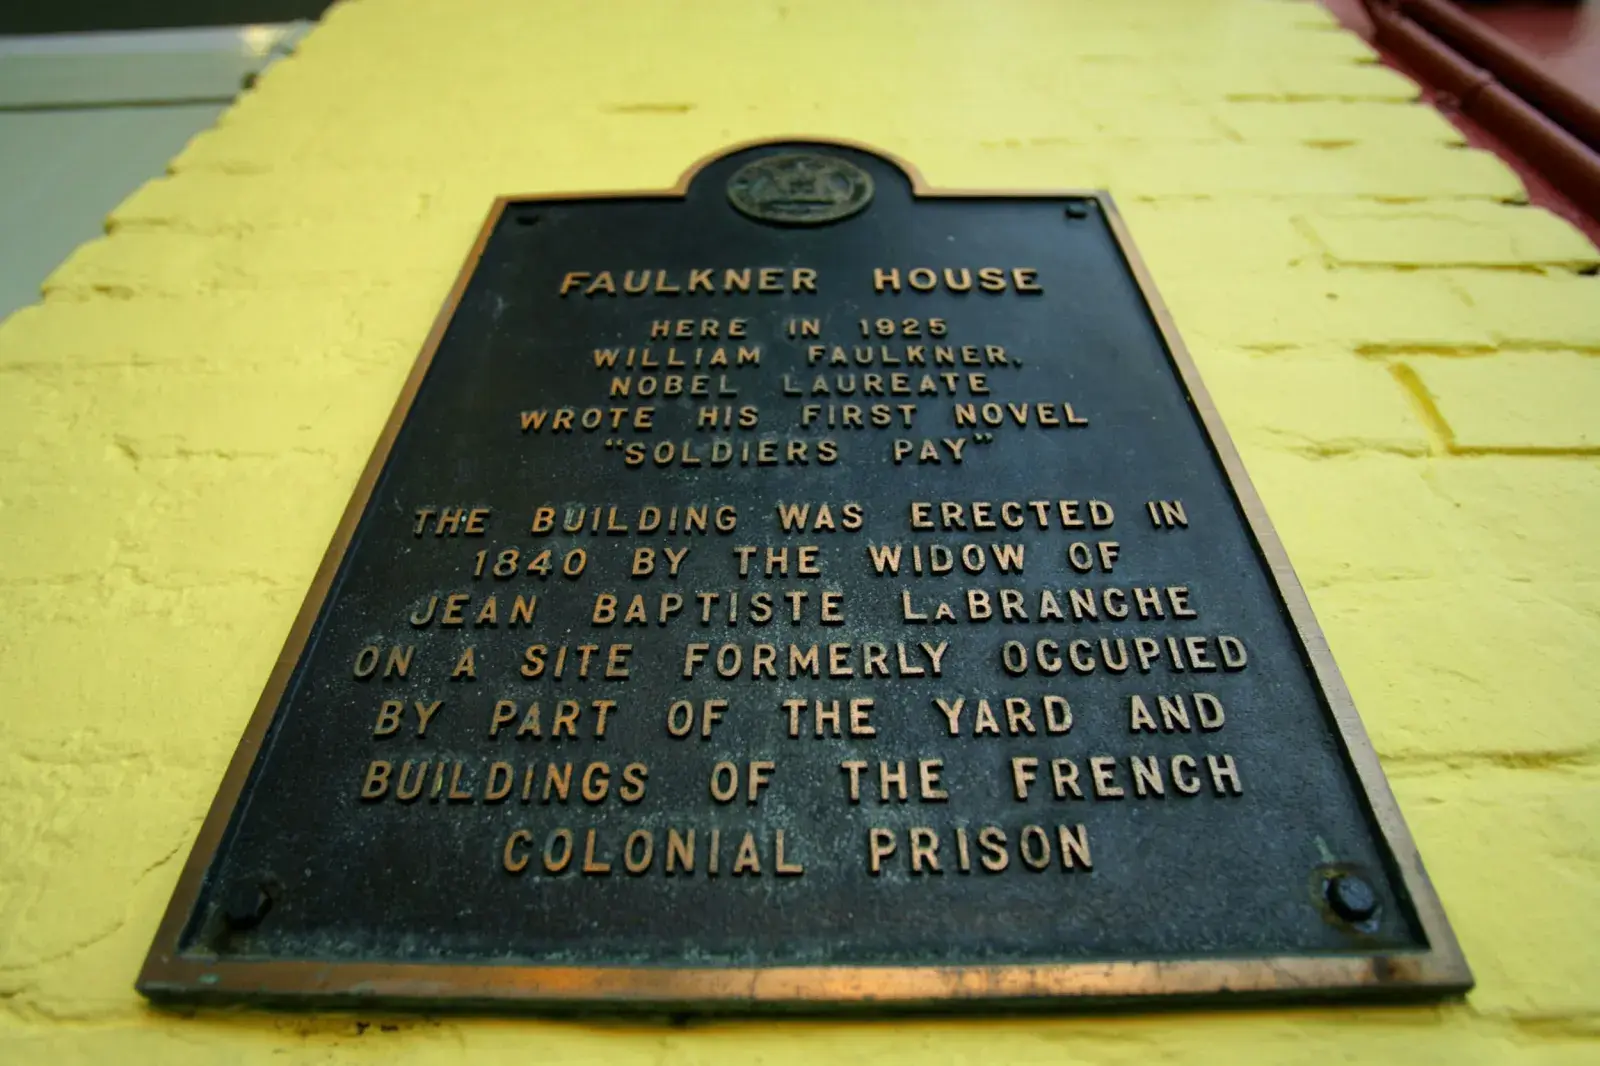 FAULKNER HOUSE
HERE IN 1925
WILLIAM FAULKNER,
NOBEL LAUREATE
WROTE HIS FIRST NOVEL
"SOLDIERS PAY"
THE BUILDING WAS ERECTED IN
1840 BY THE WIDOW OF
JEAN BAPTISTE LaBRANCHE
ON A SITE FORMERLY OCCUPIED
BY PART OF THE YARD AND
BUILDINGS OF THE FRENCH
COLONIAL PRISON